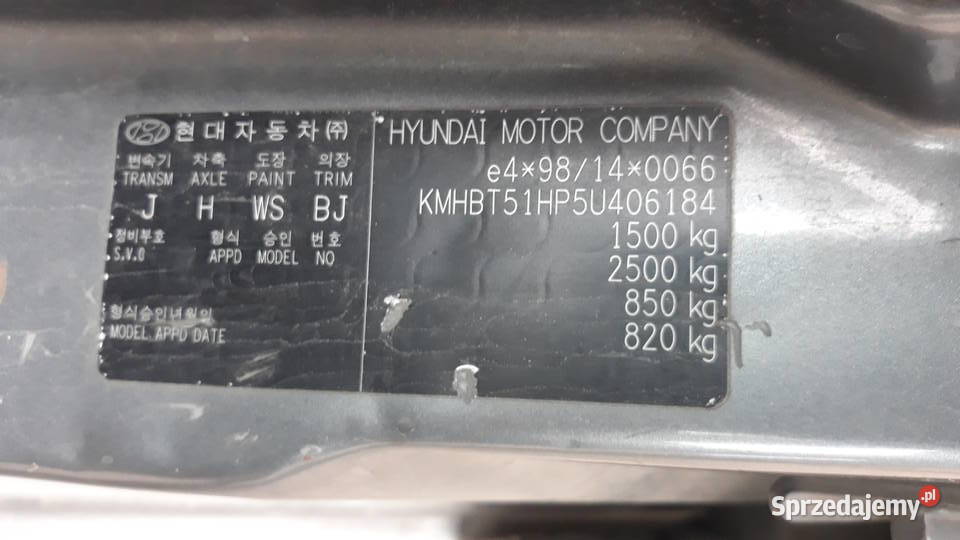 현대자동차㈜
변속기 차축 도장 의장
TRANSM AXLE PAINT TRIM
J H WS BJ
정비부호 형식 승인 번호
S.V.O APPD MODEL NO
형식승인년월일
MODEL APPD DATE
HYUNDAI MOTOR COMPANY
e4*98/14*0066
KMHBT51HP5U406184
1500 kg
2500 kg
850 kg
820 kg
Sprzedajemy.pl